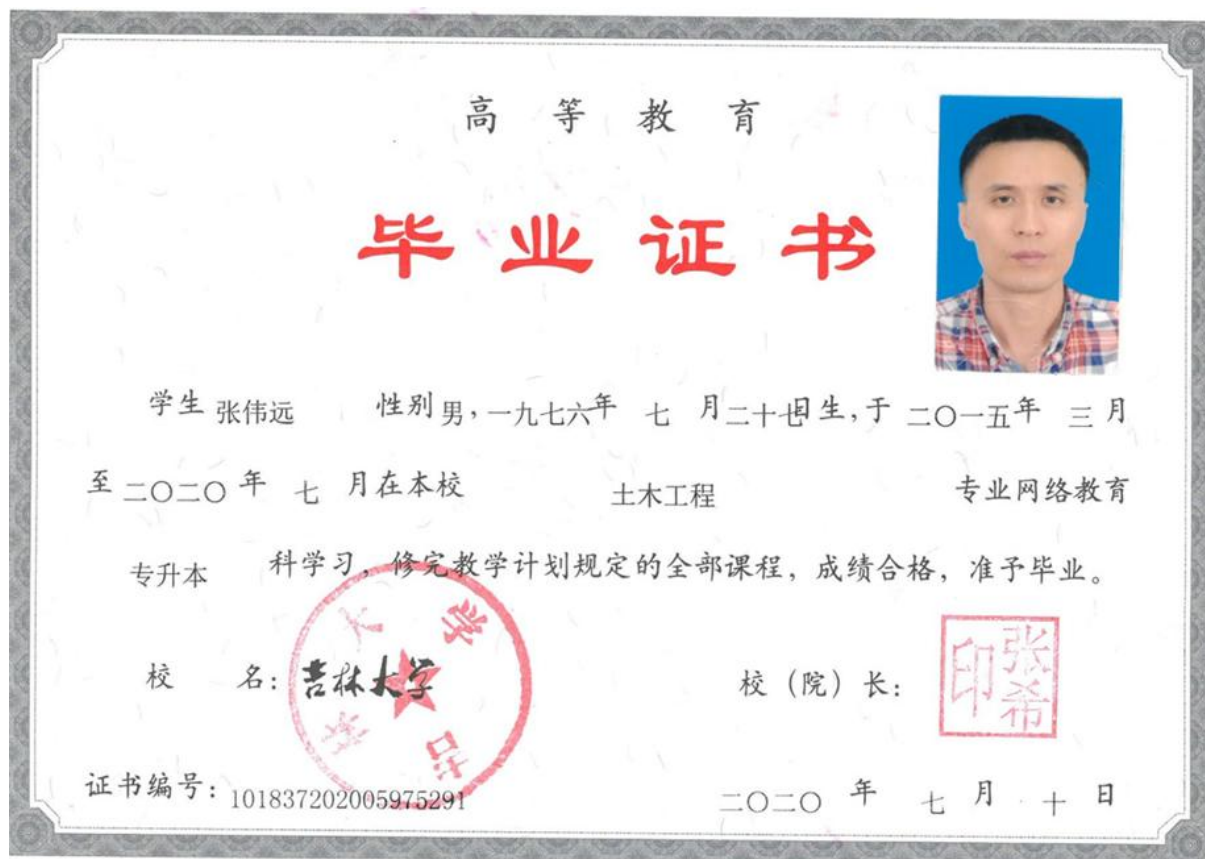 高等教育
毕业证书
学生 张伟远 性别 男，一九七六年 七 月二十七日生，于 二〇一五年 三 月
至 二〇二〇 年 七 月在本校 土木工程 专业网络教育
专升本 科学习，修完教学计划规定的全部课程，成绩合格，准予毕业。
校 名：吉林大学 校（院）长：
吉林大学
张希印
证书编号：101837202005975291 二〇二〇 年 七 月 十 日